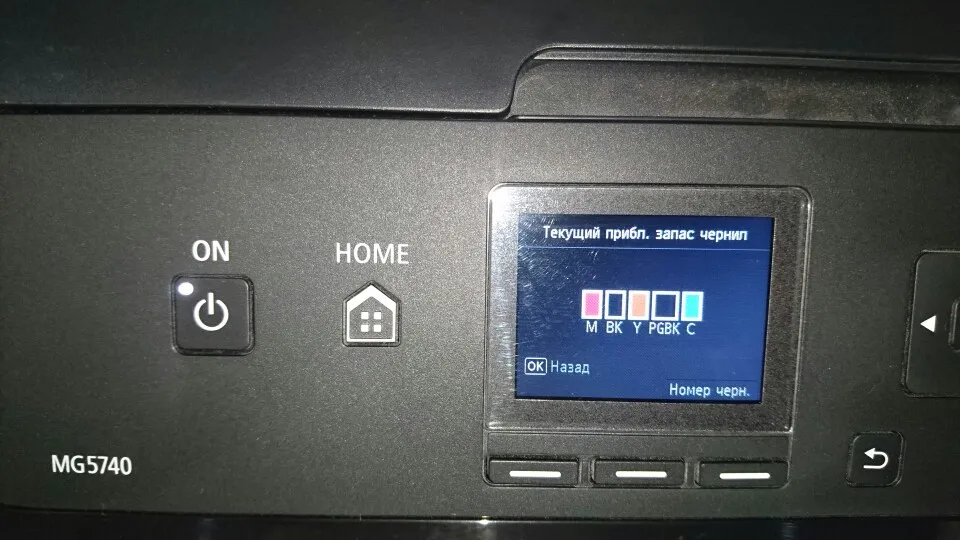 ON
HOME
Текущий прибл. запас чернил
M BK Y PGBK C
OK Назад
Номер черн.
MG5740